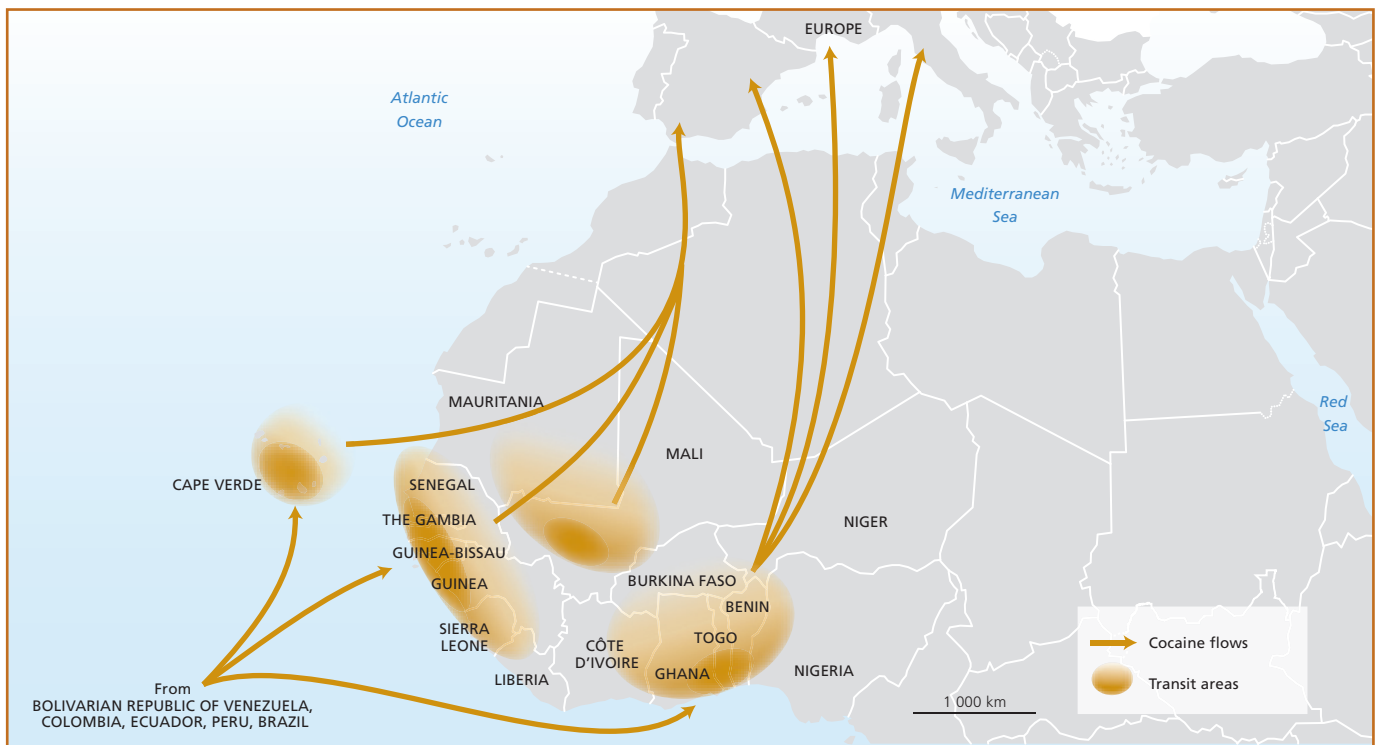 EUROPE
Atlantic
Ocean
Mediterranean
Sea
Red
Sea
MAURITANIA
MALI
CAPE VERDE
SENEGAL
THE GAMBIA
NIGER
GUINEA-BISSAU
GUINEA
BURKINA FASO
BENIN
SIERRA
LEONE
TOGO
CÔTE
D'IVOIRE
GHANA
NIGERIA
LIBERIA
From
BOLIVARIAN REPUBLIC OF VENEZUELA,
COLOMBIA, ECUADOR, PERU, BRAZIL
1 000 km
Cocaine flows
Transit areas